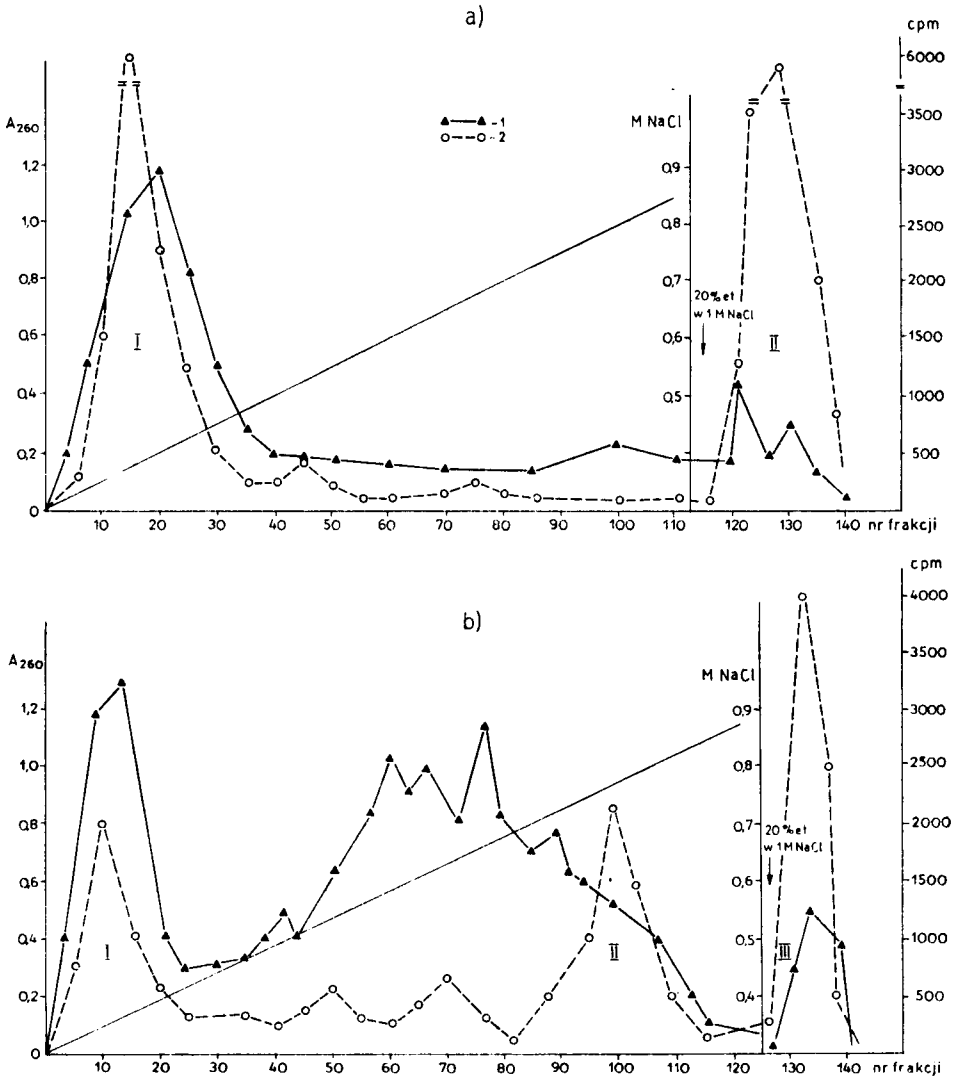 a)
cpm
6000
A260
3500
▲—▲ -1
○--○ -2
M NaCl
1,2
3000
0,9
1,0
2500
0,8
0,8
2000
0,7
20% et
w 1 M NaCl
I
II
0,6
1500
0,6
0,4
1000
0,5
0,2
500
0
10 20 30 40 50 60 70 80 90 100 110 120 130 140 nr frakcji
b)
cpm
4000
3500
A260
M NaCl
1,2
3000
0,9
1,0
2500
0,8
0,8
2000
0,7
20% et
w 1M NaCl
0,6
1500
0,6
0,4
1000
0,5
I
II
III
0,2
500
0,4
0
10 20 30 40 50 60 70 80 90 100 110 130 140 nr frakcji